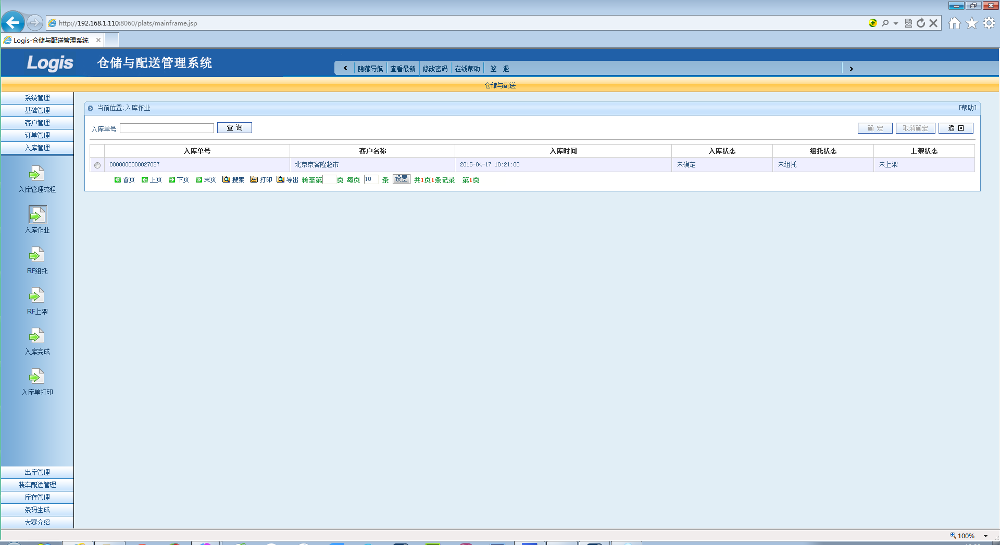 http://192.168.1.110:8060/plats/mainframe.jsp
Logis-仓储与配送管理系统
Logis 仓储与配送管理系统
隐藏导航 查看最新 修改密码 在线帮助 签 退
仓储与配送
系统管理
基础管理
客户管理
订单管理
入库管理
入库管理流程
入库作业
RF组托
RF上架
入库完成
入库单打印
出库管理
装车配送管理
库存管理
条码生成
大赛介绍
当前位置:入库作业 [帮助]
入库单号: 查 询 确 定 取消确定 返 回
入库单号 客户名称 入库时间 入库状态 组托状态 上架状态
0000000000027057 北京京客隆超市 2015-04-17 10:21:00 未确定 未组托 未上架
首页 上页 下页 末页 搜索 打印 导出 转至第 页 每页 10 条 设置 共1页1条记录 第1页
100%